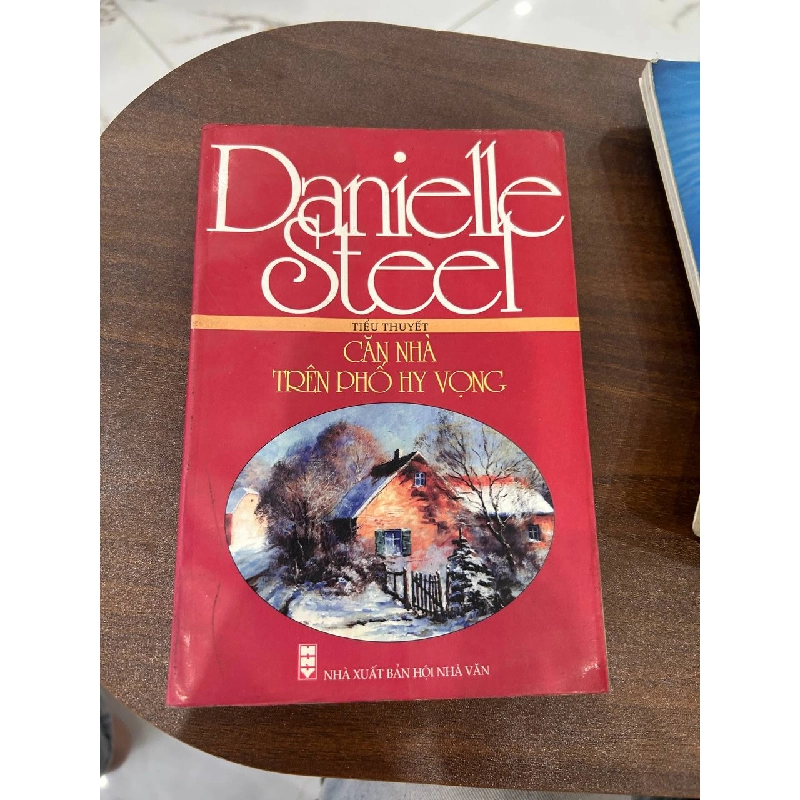 Danielle
Steel
TIỂU THUYẾT
CĂN NHÀ
TRÊN PHỐ HY VỌNG
NHÀ XUẤT BẢN HỘI NHÀ VĂN